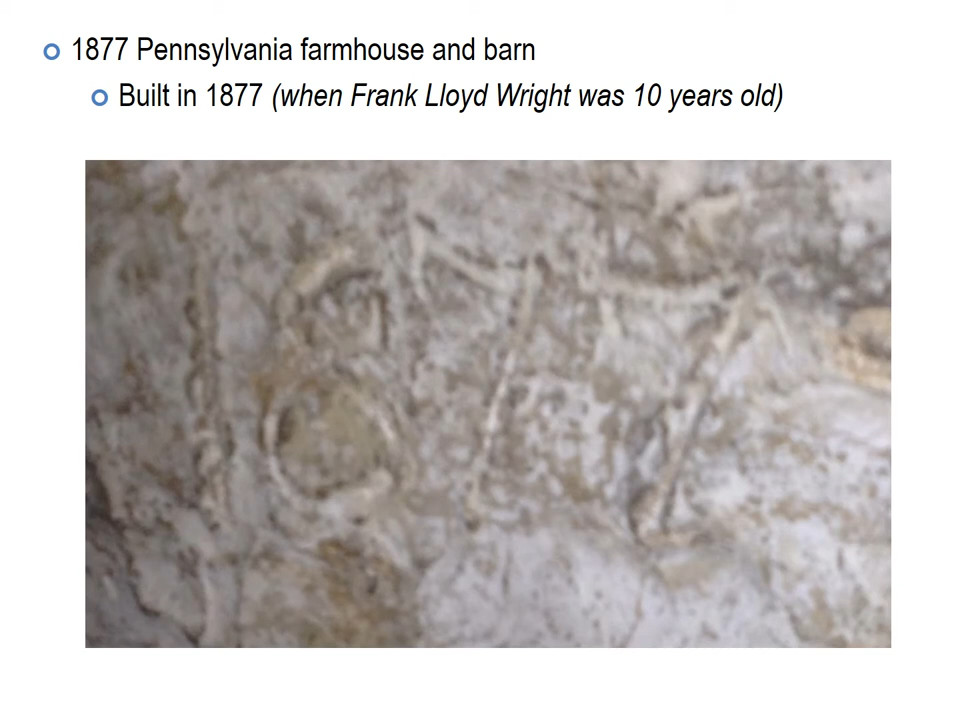 1877 Pennsylvania farmhouse and barn
Built in 1877 (when Frank Lloyd Wright was 10 years old)
1877